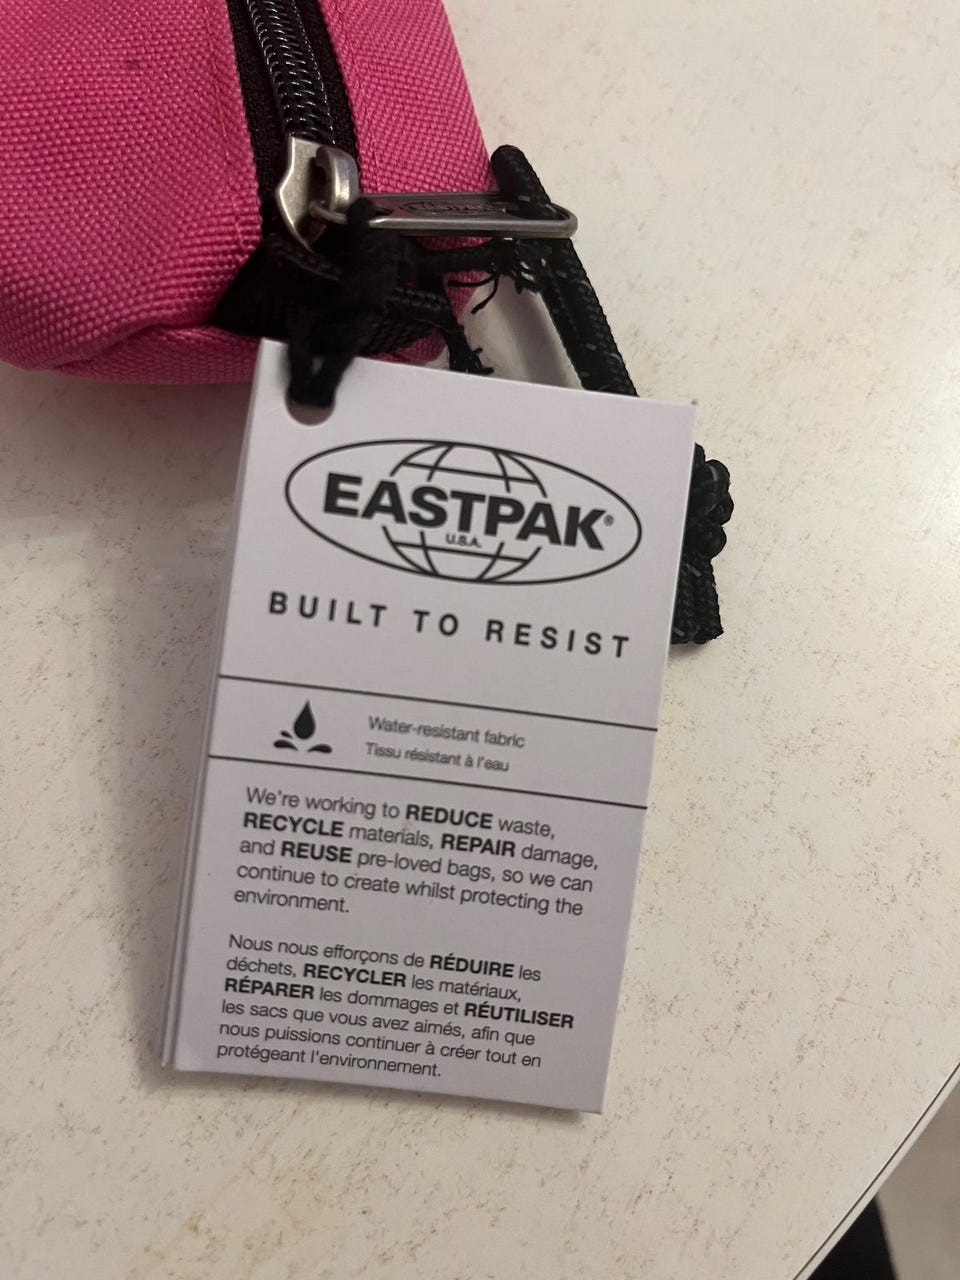 EASTPAK®
U.S.A.
BUILT TO RESIST
Water-resistant fabric
Tissu résistant à l'eau
We're working to REDUCE waste,
RECYCLE materials, REPAIR damage,
and REUSE pre-loved bags, so we can
continue to create whilst protecting the
environment.
Nous nous efforçons de RÉDUIRE les
déchets, RECYCLER les matériaux,
RÉPARER les dommages et RÉUTILISER
les sacs que vous avez aimés, afin que
nous puissions continuer à créer tout en
protégeant l'environnement.